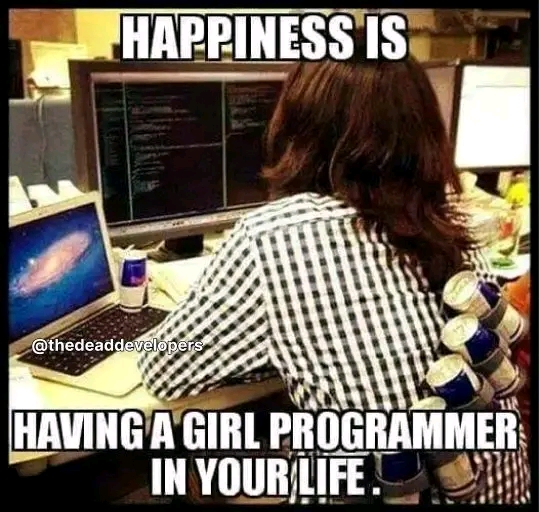 HAPPINESS IS
@thedeaddevelopers
HAVING A GIRL PROGRAMMER
IN YOUR LIFE.